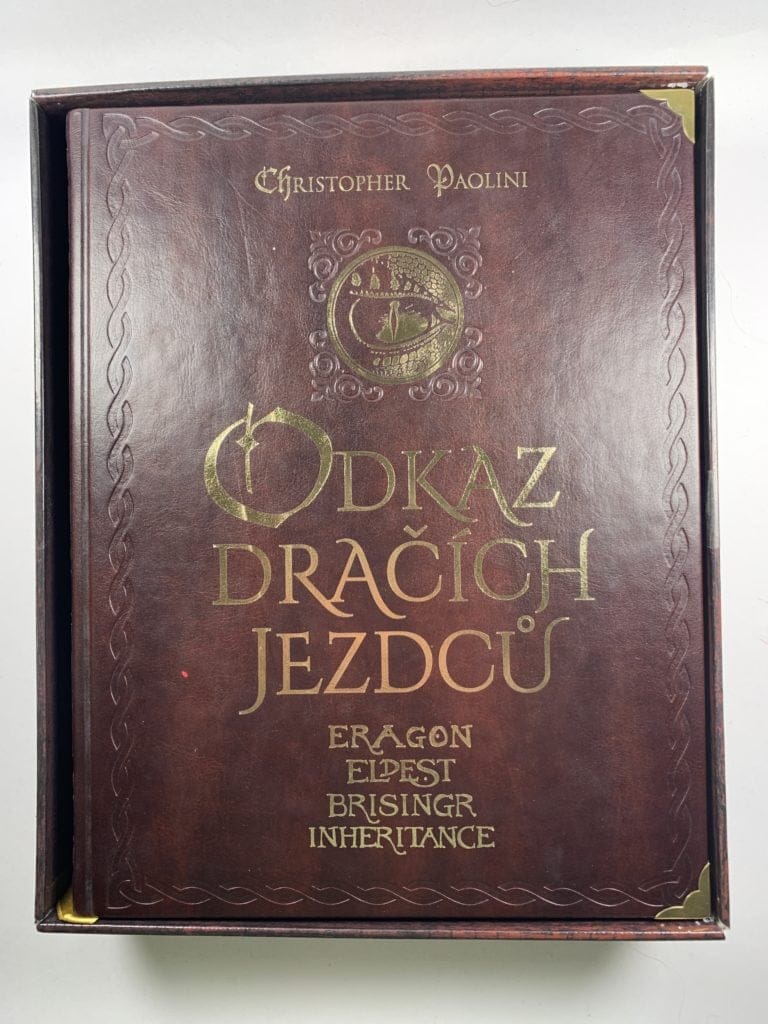 Christopher Paolini
Odkaz
dračích
jezdců
Eragon
Eldest
Brisingr
Inheritance